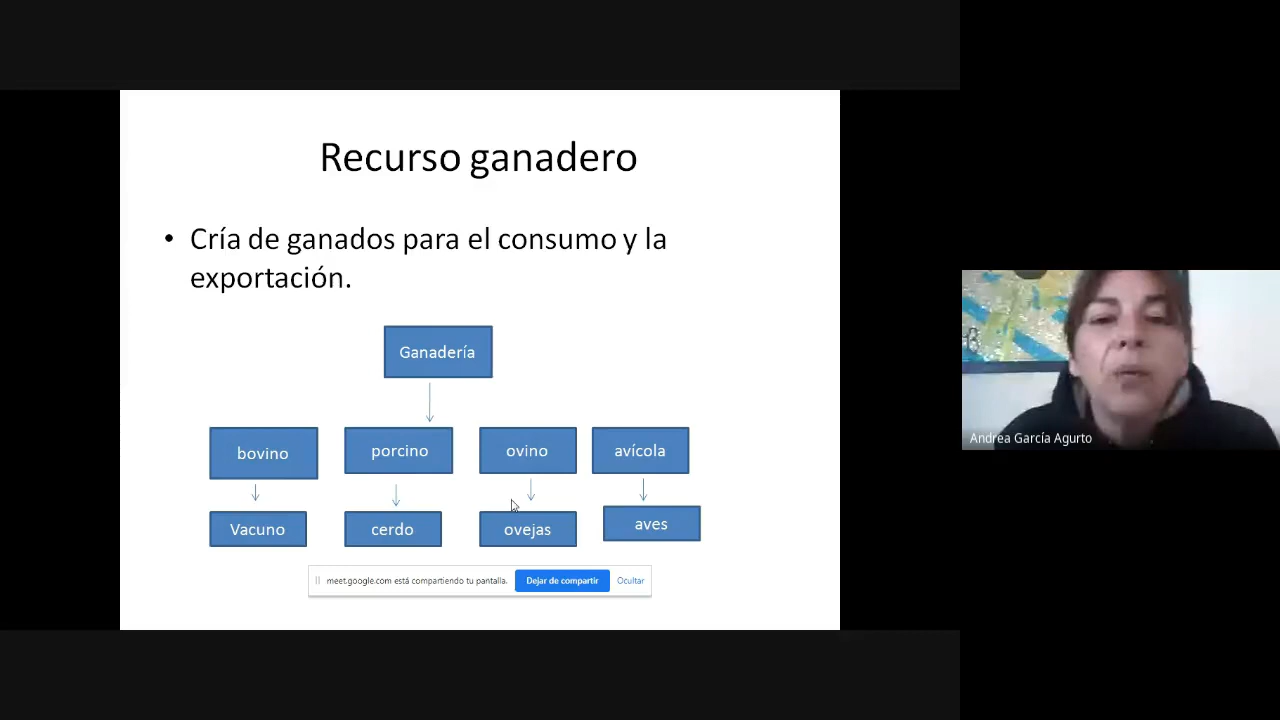 Recurso ganadero
• Cría de ganados para el consumo y la
exportación.
Ganadería
bovino
porcino
ovino
avícola
Vacuno
cerdo
ovejas
aves
meet.google.com está compartiendo tu pantalla.
Dejar de compartir
Ocultar
Andrea García Agurto